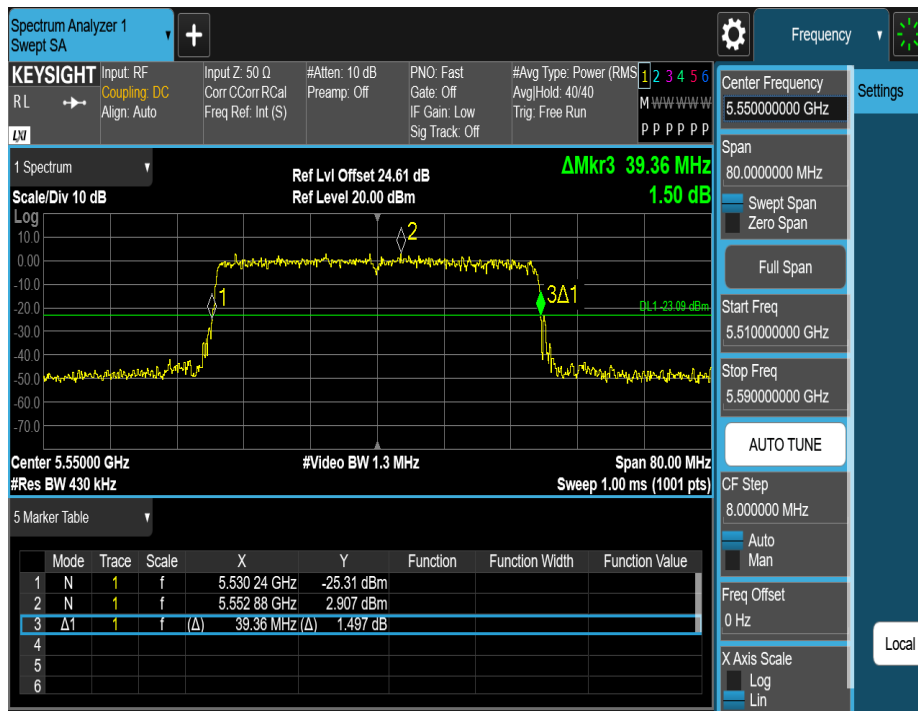 Spectrum Analyzer 1
Swept SA
+
Frequency
KEYSIGHT
RL
LXI
Input: RF
Coupling: DC
Align: Auto
Input Z: 50 Ω
Corr CCorr RCal
Freq Ref: Int (S)
#Atten: 10 dB
Preamp: Off
PNO: Fast
Gate: Off
IF Gain: Low
Sig Track: Off
#Avg Type: Power (RMS
Avg|Hold: 40/40
Trig: Free Run
1 2 3 4 5 6
M W W W W W
P P P P P P
1 Spectrum
Scale/Div 10 dB
Ref Lvl Offset 24.61 dB
Ref Level 20.00 dBm
ΔMkr3 39.36 MHz
1.50 dB
Log
10.0
0.00
-10.0
-20.0
-30.0
-40.0
-50.0
-60.0
-70.0
1
2
3Δ1
DL1 -23.09 dBm
Center 5.55000 GHz
#Video BW 1.3 MHz
Span 80.00 MHz
#Res BW 430 kHz
Sweep 1.00 ms (1001 pts)
5 Marker Table
Mode Trace Scale X Y Function Function Width Function Value
1 N 1 f 5.530 24 GHz -25.31 dBm
2 N 1 f 5.552 88 GHz 2.907 dBm
3 Δ1 1 f (Δ) 39.36 MHz (Δ) 1.497 dB
4
5
6
Center Frequency
5.550000000 GHz
Settings
Span
80.0000000 MHz
Swept Span
Zero Span
Full Span
Start Freq
5.510000000 GHz
Stop Freq
5.590000000 GHz
AUTO TUNE
CF Step
8.000000 MHz
Auto
Man
Freq Offset
0 Hz
Local
X Axis Scale
Log
Lin